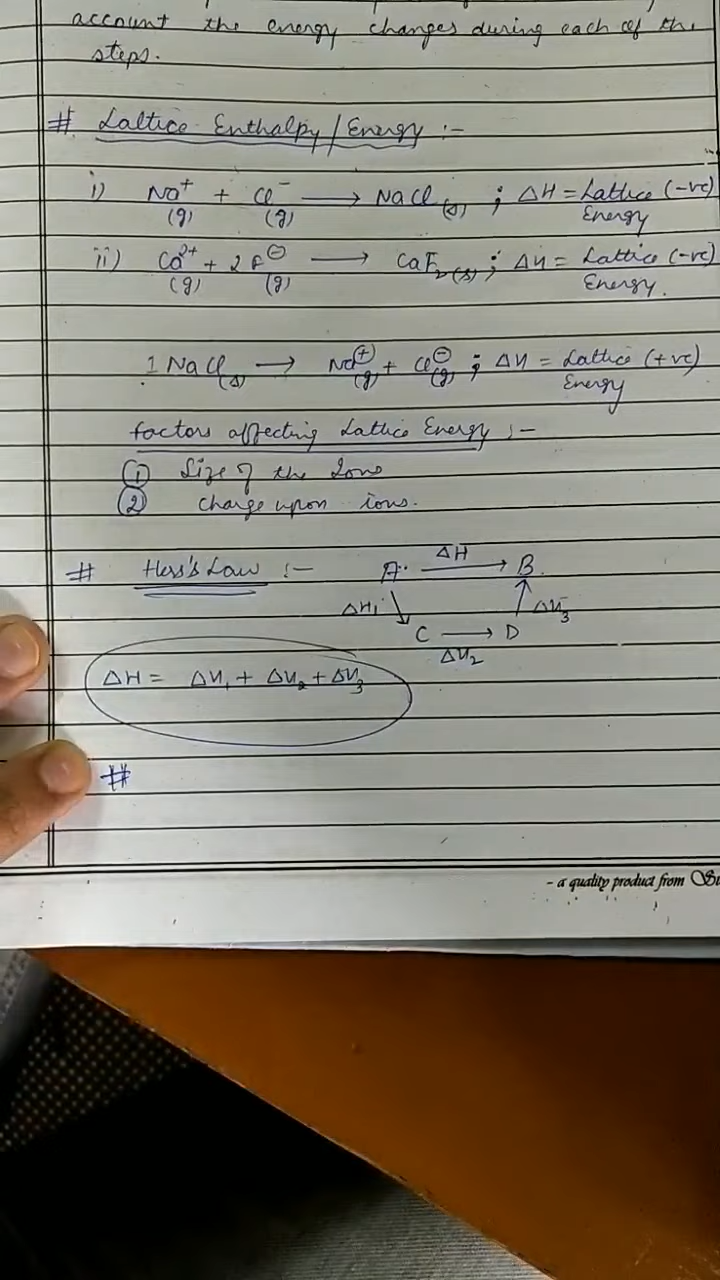 account the energy changes during each of the
steps.
# Lattice Enthalpy/Energy :-
i) Na⁺(g) + Cl⁻(g) ⟶ NaCl(s) ; ΔH = Lattice Energy (-ve)
ii) Ca²⁺(g) + 2F⊖(g) ⟶ CaF₂(s) ; ΔH = Lattice Energy (-ve)
1 NaCl(s) ⟶ Na⊕(g) + Cl⊖(g) ; ΔH = Lattice Energy (+ve)
factors affecting Lattice Energy :-
① Size of the Ions
② charge upon ions.
# Hess's Law :- A ⟶ B
ΔH
ΔH₁ ΔH₃
C ⟶ D
ΔH₂
ΔH = ΔH₁ + ΔH₂ + ΔH₃
#
- a quality product from